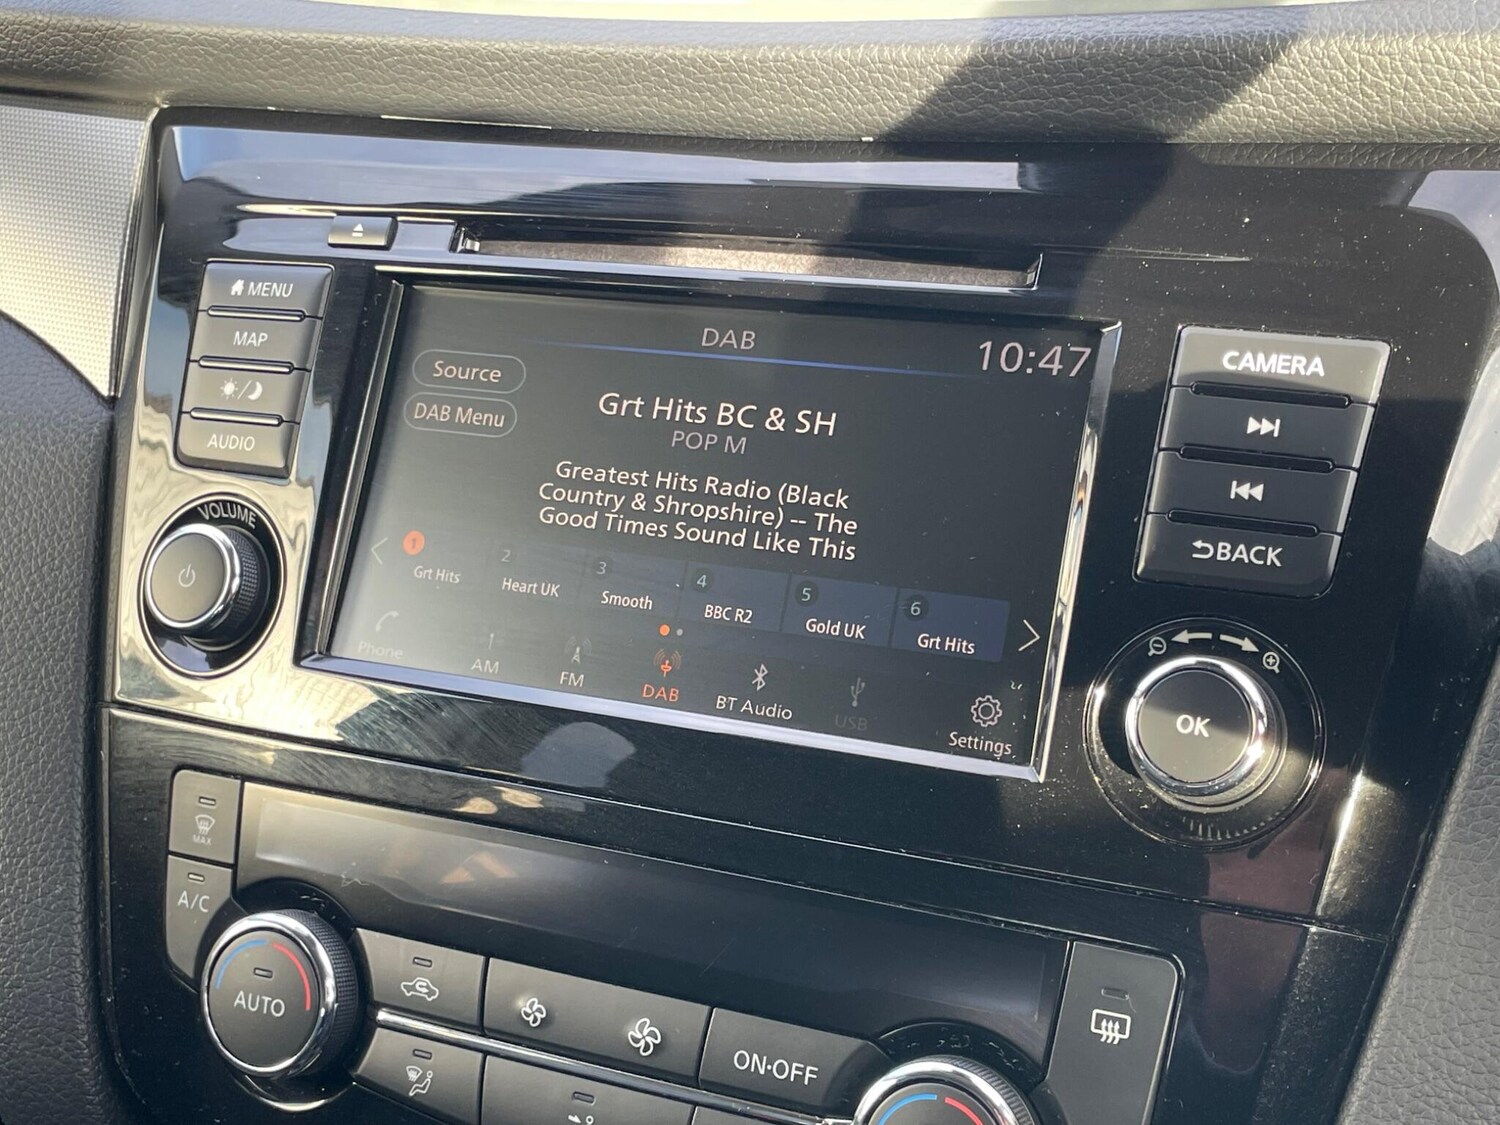 MENU
MAP
AUDIO
VOLUME
DAB
10:47
Source
DAB Menu
Grt Hits BC & SH
POP M
Greatest Hits Radio (Black
Country & Shropshire) -- The
Good Times Sound Like This
1
Grt Hits
2
Heart UK
3
Smooth
4
BBC R2
5
Gold UK
6
Grt Hits
Phone
AM
FM
DAB
BT Audio
USB
Settings
CAMERA
BACK
OK
MAX
A/C
AUTO
ON·OFF